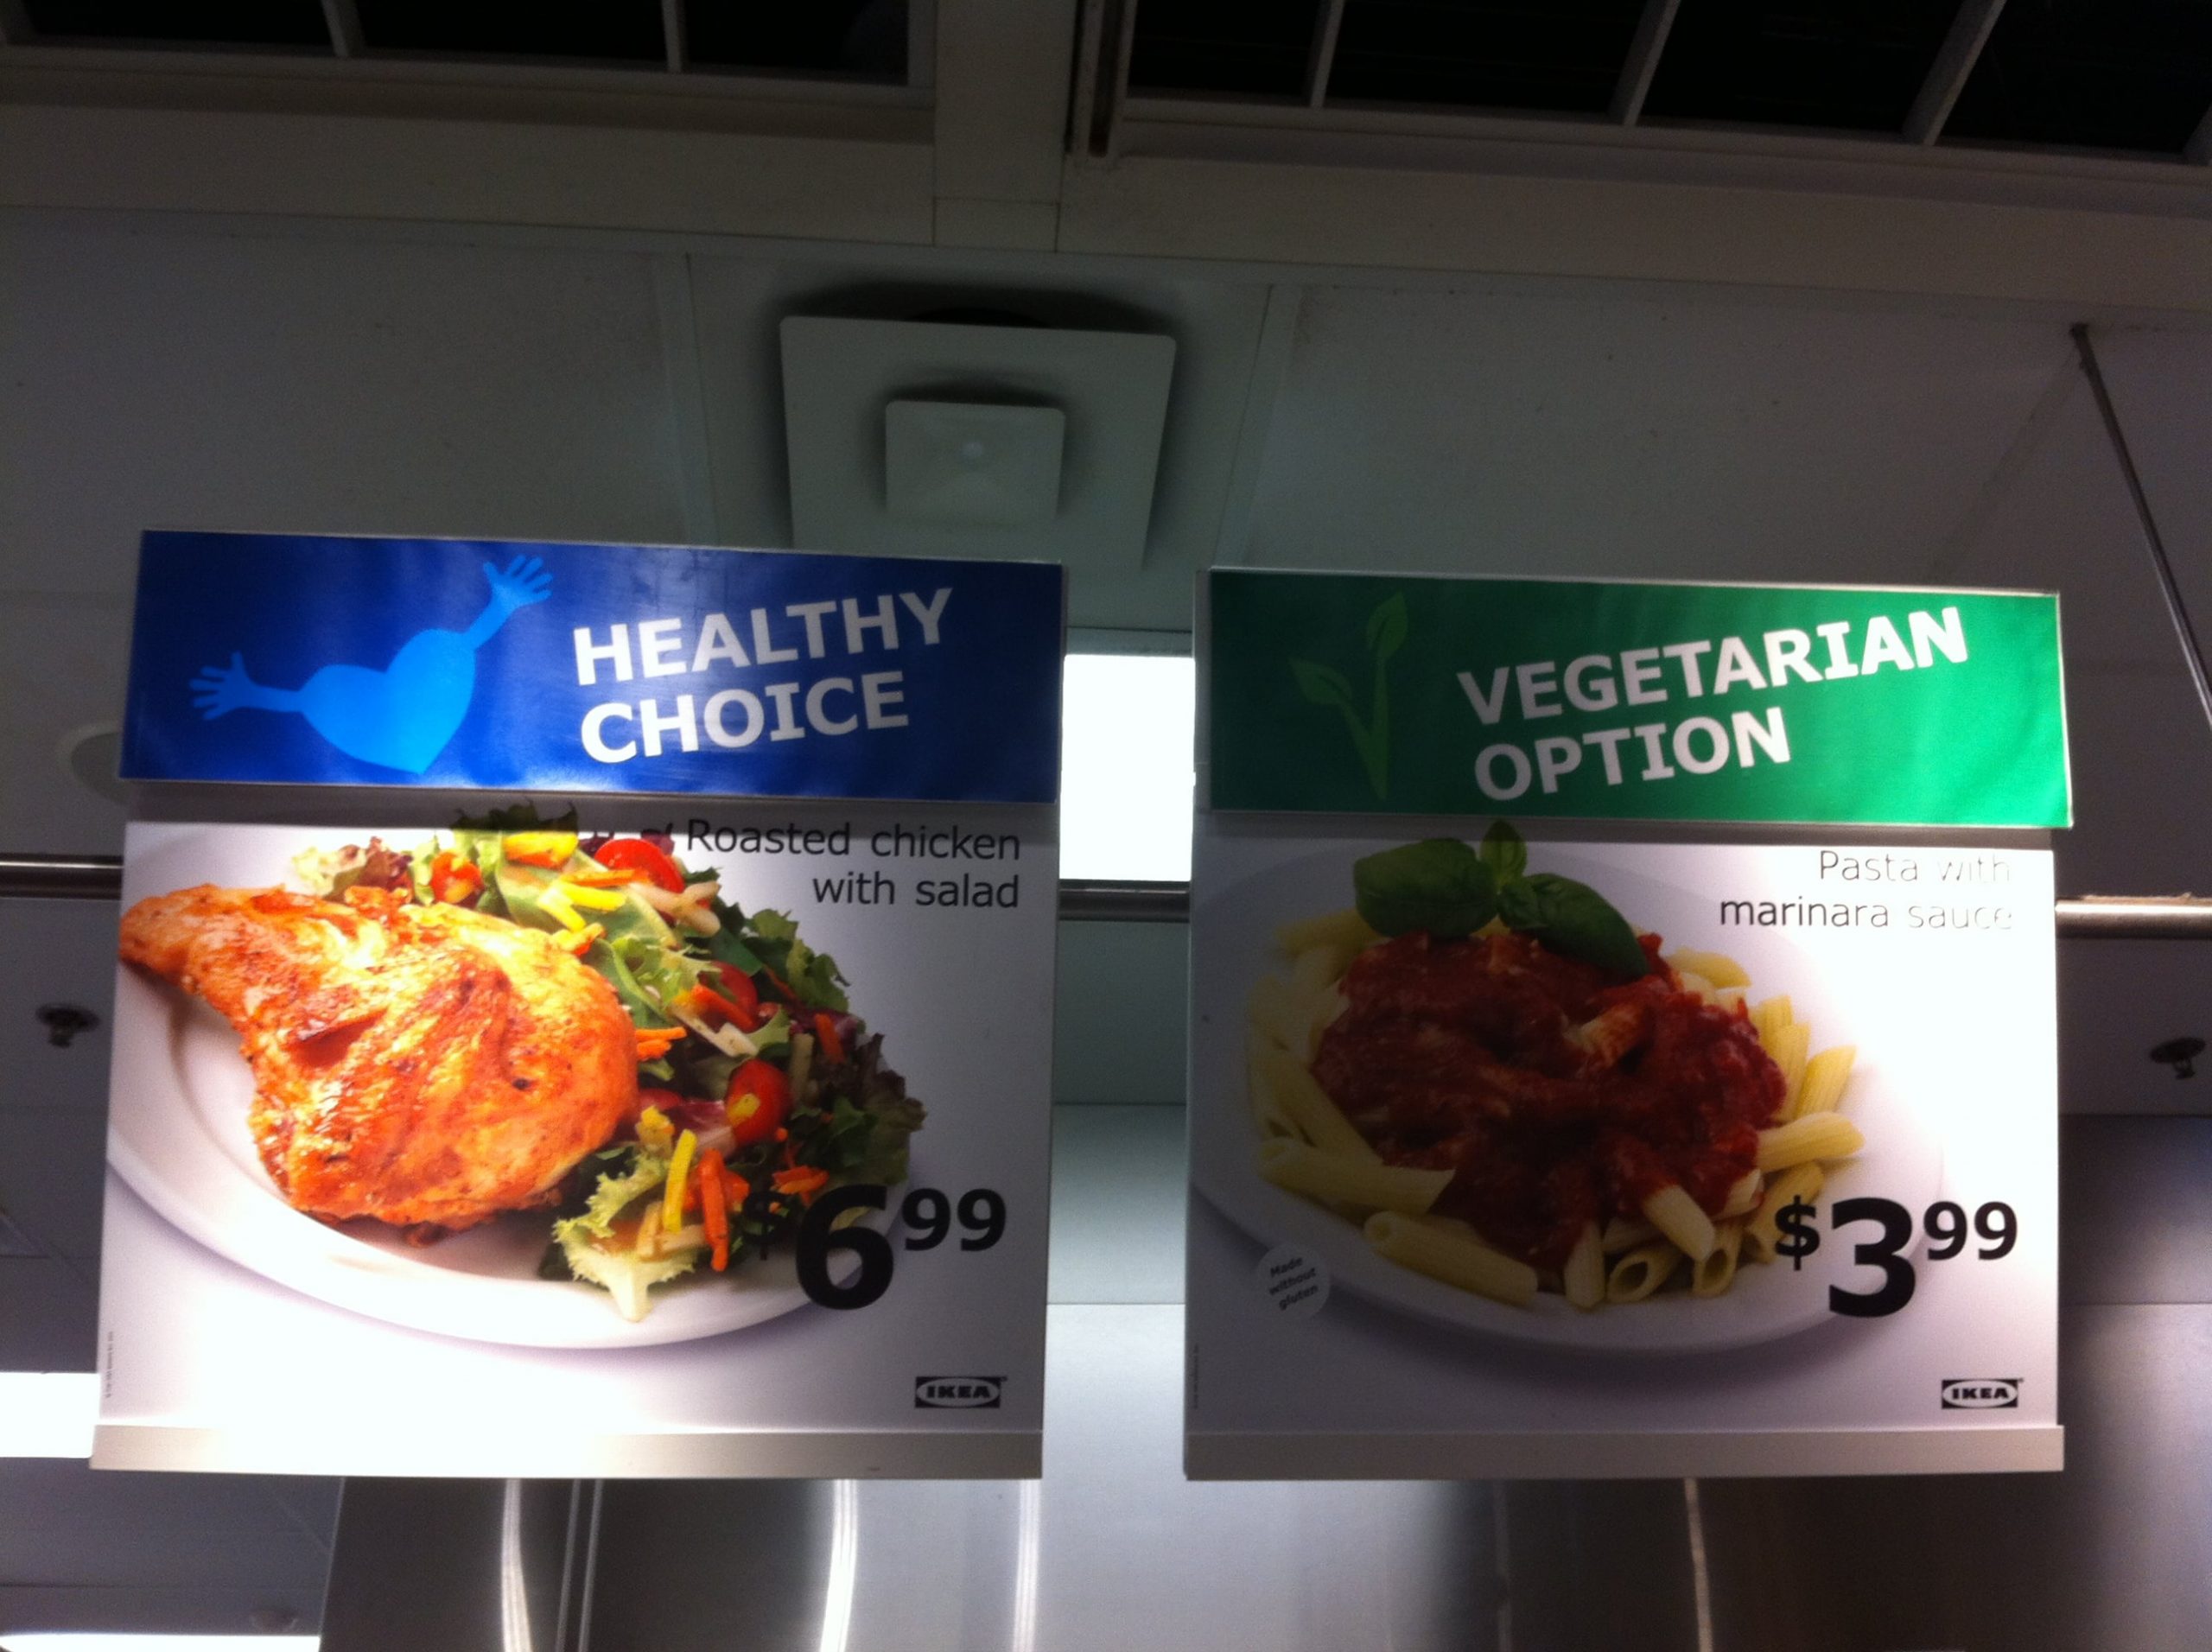 HEALTHY
CHOICE
Roasted chicken
with salad
$6 99
IKEA
VEGETARIAN
OPTION
Pasta with
marinara sauce
Made
without
gluten
$3 99
IKEA